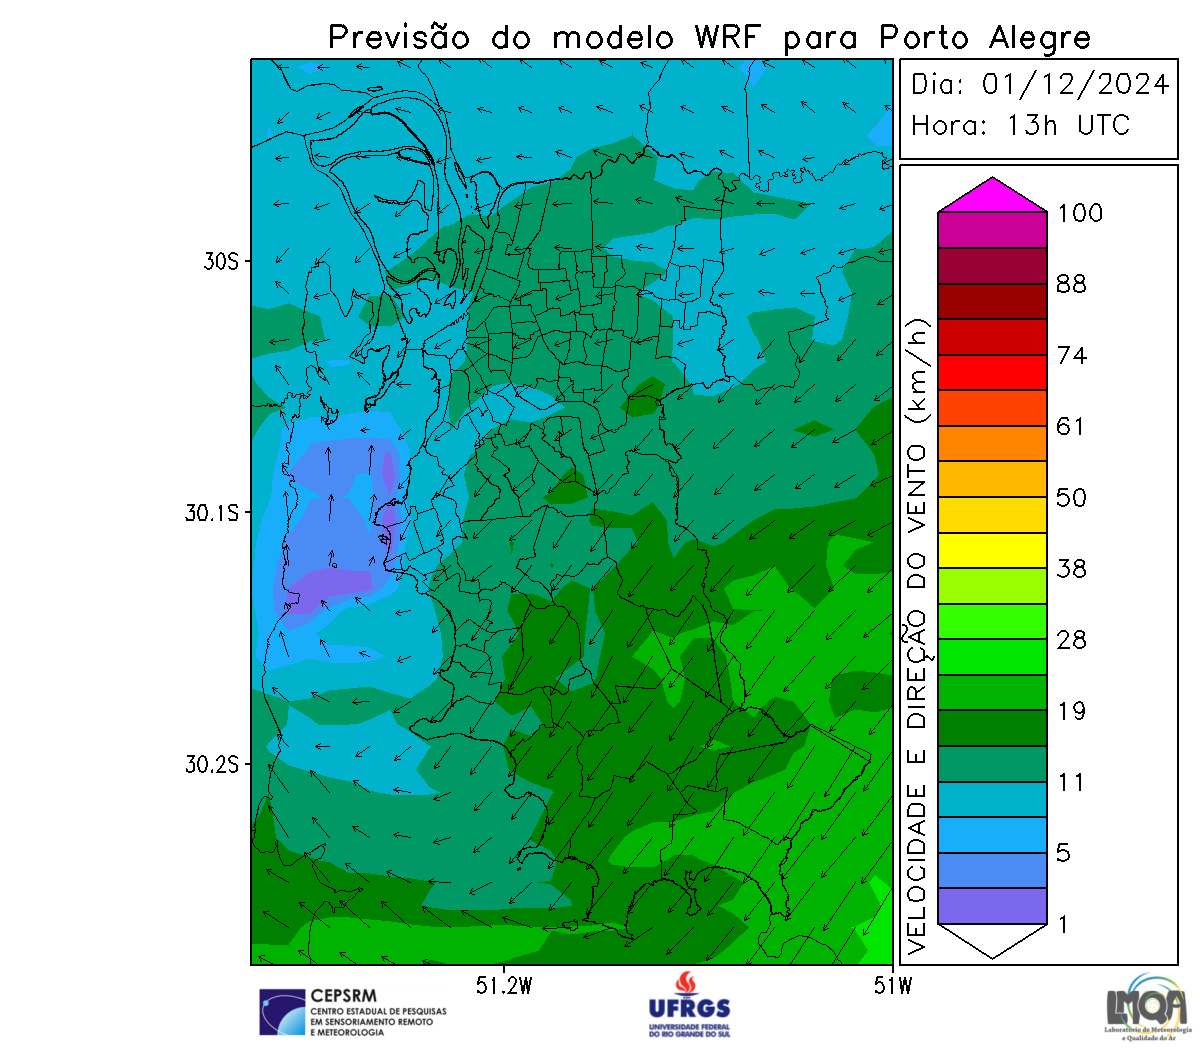 Previsão do modelo WRF para Porto Alegre
Dia: 01/12/2024
Hora: 13h UTC
VELOCIDADE E DIREÇÃO DO VENTO (km/h)
100
88
74
61
50
38
28
19
11
5
1
30S
30.1S
30.2S
51.2W
51W
CEPSRM
CENTRO ESTADUAL DE PESQUISAS
EM SENSORIAMENTO REMOTO
E METEOROLOGIA
UFRGS
UNIVERSIDADE FEDERAL
DO RIO GRANDE DO SUL
LMQA
Laboratório de Meteorologia
e Qualidade do Ar